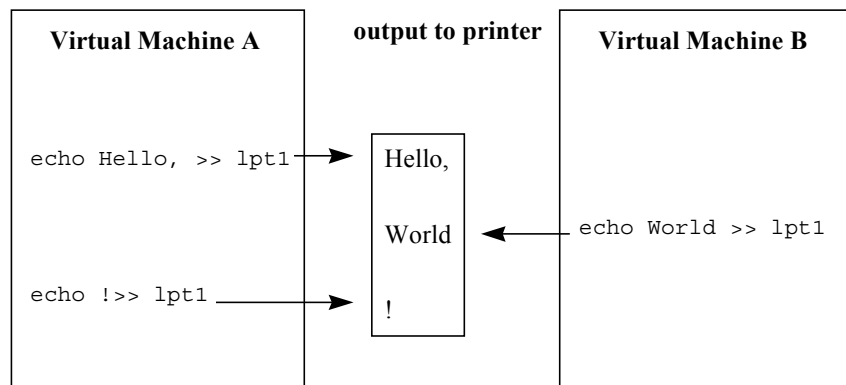 Virtual Machine A
output to printer
Virtual Machine B
echo Hello, >> lpt1
Hello,
World
echo World >> lpt1
echo !>> lpt1
!